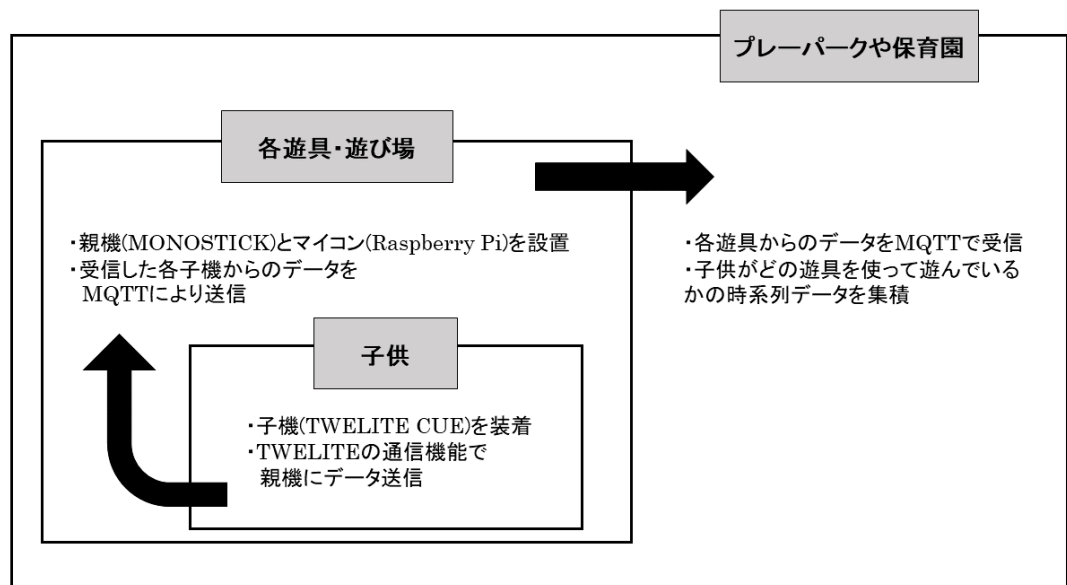 プレーパークや保育園
各遊具・遊び場
・親機(MONOSTICK)とマイコン(Raspberry Pi)を設置
・受信した各子機からのデータを
MQTTにより送信
子供
・子機(TWELITE CUE)を装着
・TWELITEの通信機能で
親機にデータ送信
・各遊具からのデータをMQTTで受信
・子供がどの遊具を使って遊んでいる
かの時系列データを集積